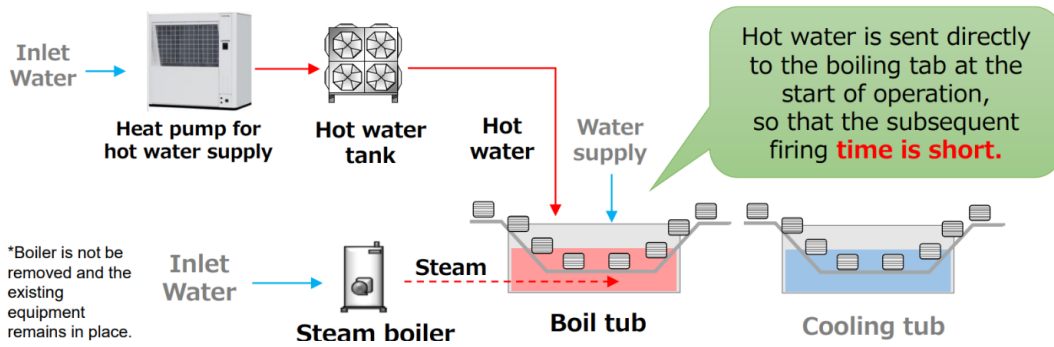 Inlet
Water
Heat pump for
hot water supply
Hot water
tank
Hot
water
Water
supply
Hot water is sent directly
to the boiling tab at the
start of operation,
so that the subsequent
firing time is short.
*Boiler is not be
removed and the
existing
equipment
remains in place.
Inlet
Water
Steam boiler
Steam
Boil tub
Cooling tub